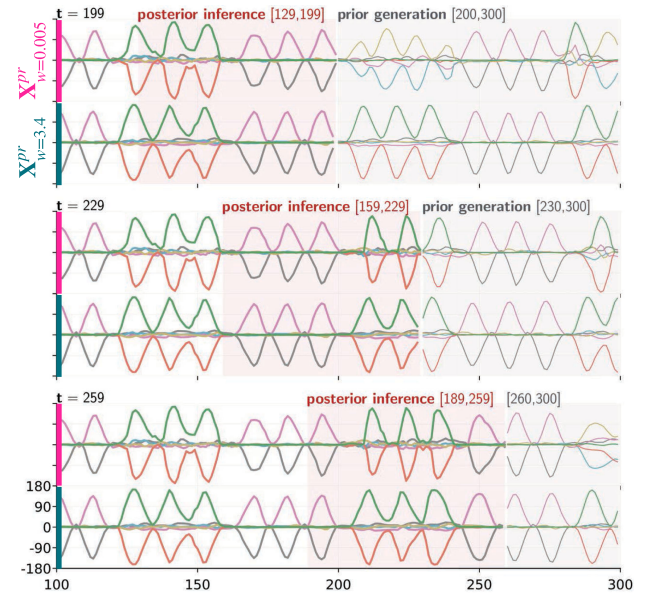 t = 199
posterior inference [129,199] prior generation [200,300]
X^pr_w=0.005
X^pr_w=3.4
t = 229
posterior inference [159,229] prior generation [230,300]
t = 259
posterior inference [189,259] [260,300]
180
90
0
-90
-180
100 150 200 250 300